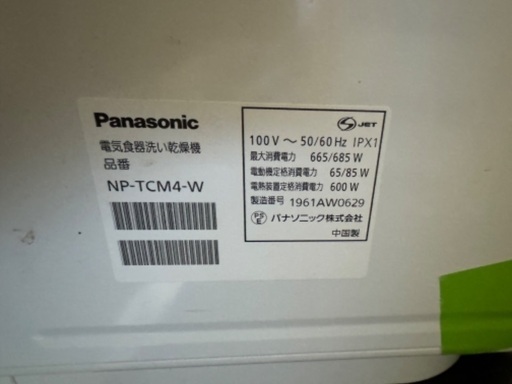 Panasonic
電気食器洗い乾燥機
品番
NP-TCM4-W
S JET
100V～50/60Hz IPX1
最大消費電力 665/685 W
電動機定格消費電力 65/85 W
電熱装置定格消費電力 600 W
製造番号 1961AW0629
PSE パナソニック株式会社
中国製